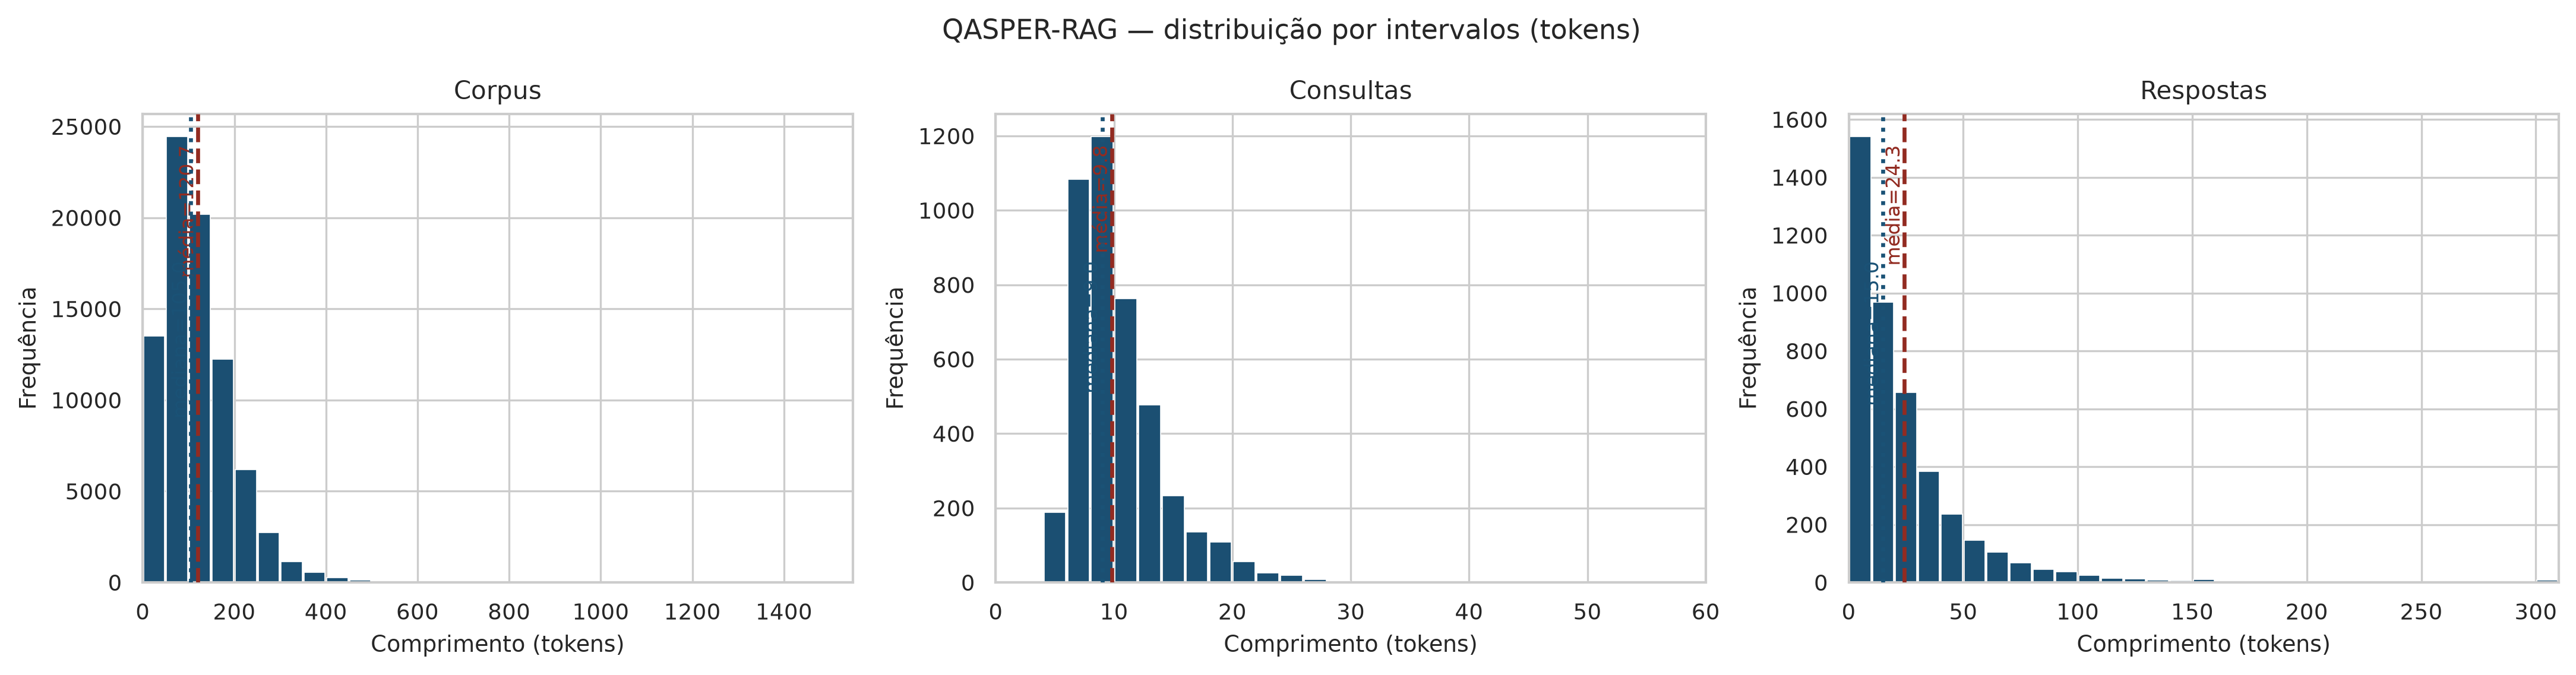 QASPER-RAG — distribuição por intervalos (tokens)
Corpus
Frequência
25000
20000
15000
10000
5000
0
média=120.7
0 200 400 600 800 1000 1200 1400
Comprimento (tokens)
Consultas
Frequência
1200
1000
800
600
400
200
0
média=9.8
0 10 20 30 40 50 60
Comprimento (tokens)
Respostas
Frequência
1600
1400
1200
1000
800
600
400
200
0
média=24.3
0 50 100 150 200 250 300
Comprimento (tokens)